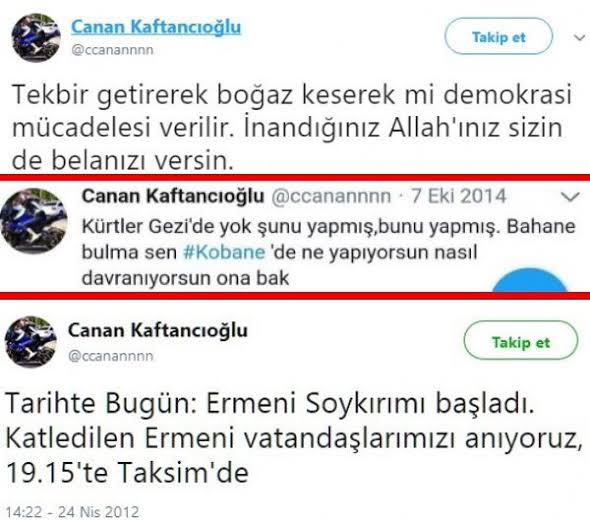 Canan Kaftancıoğlu
@ccanannnn
Takip et
Tekbir getirerek boğaz keserek mi demokrasi
mücadelesi verilir. İnandığınız Allah'ınız sizin
de belanızı versin.
Canan Kaftancıoğlu @ccanannnn · 7 Eki 2014
Kürtler Gezi'de yok şunu yapmış,bunu yapmış. Bahane
bulma sen #Kobane 'de ne yapıyorsun nasıl
davranıyorsun ona bak
Canan Kaftancıoğlu
@ccanannnn
Takip et
Tarihte Bugün: Ermeni Soykırımı başladı.
Katledilen Ermeni vatandaşlarımızı anıyoruz,
19.15'te Taksim'de
14:22 - 24 Nis 2012